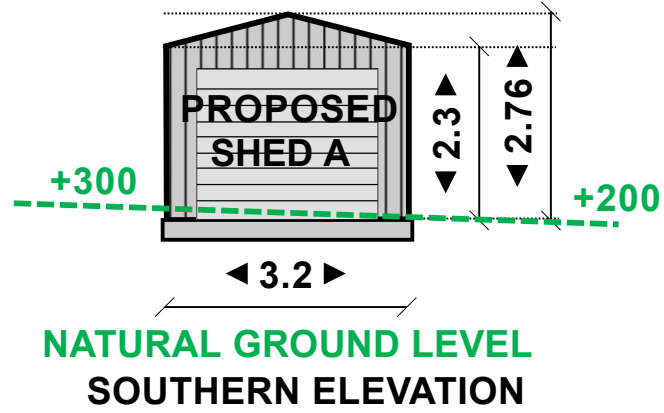 PROPOSED
SHED A
◄ 2.3 ►
◄ 2.76 ►
+300
+200
◄ 3.2 ►
NATURAL GROUND LEVEL
SOUTHERN ELEVATION